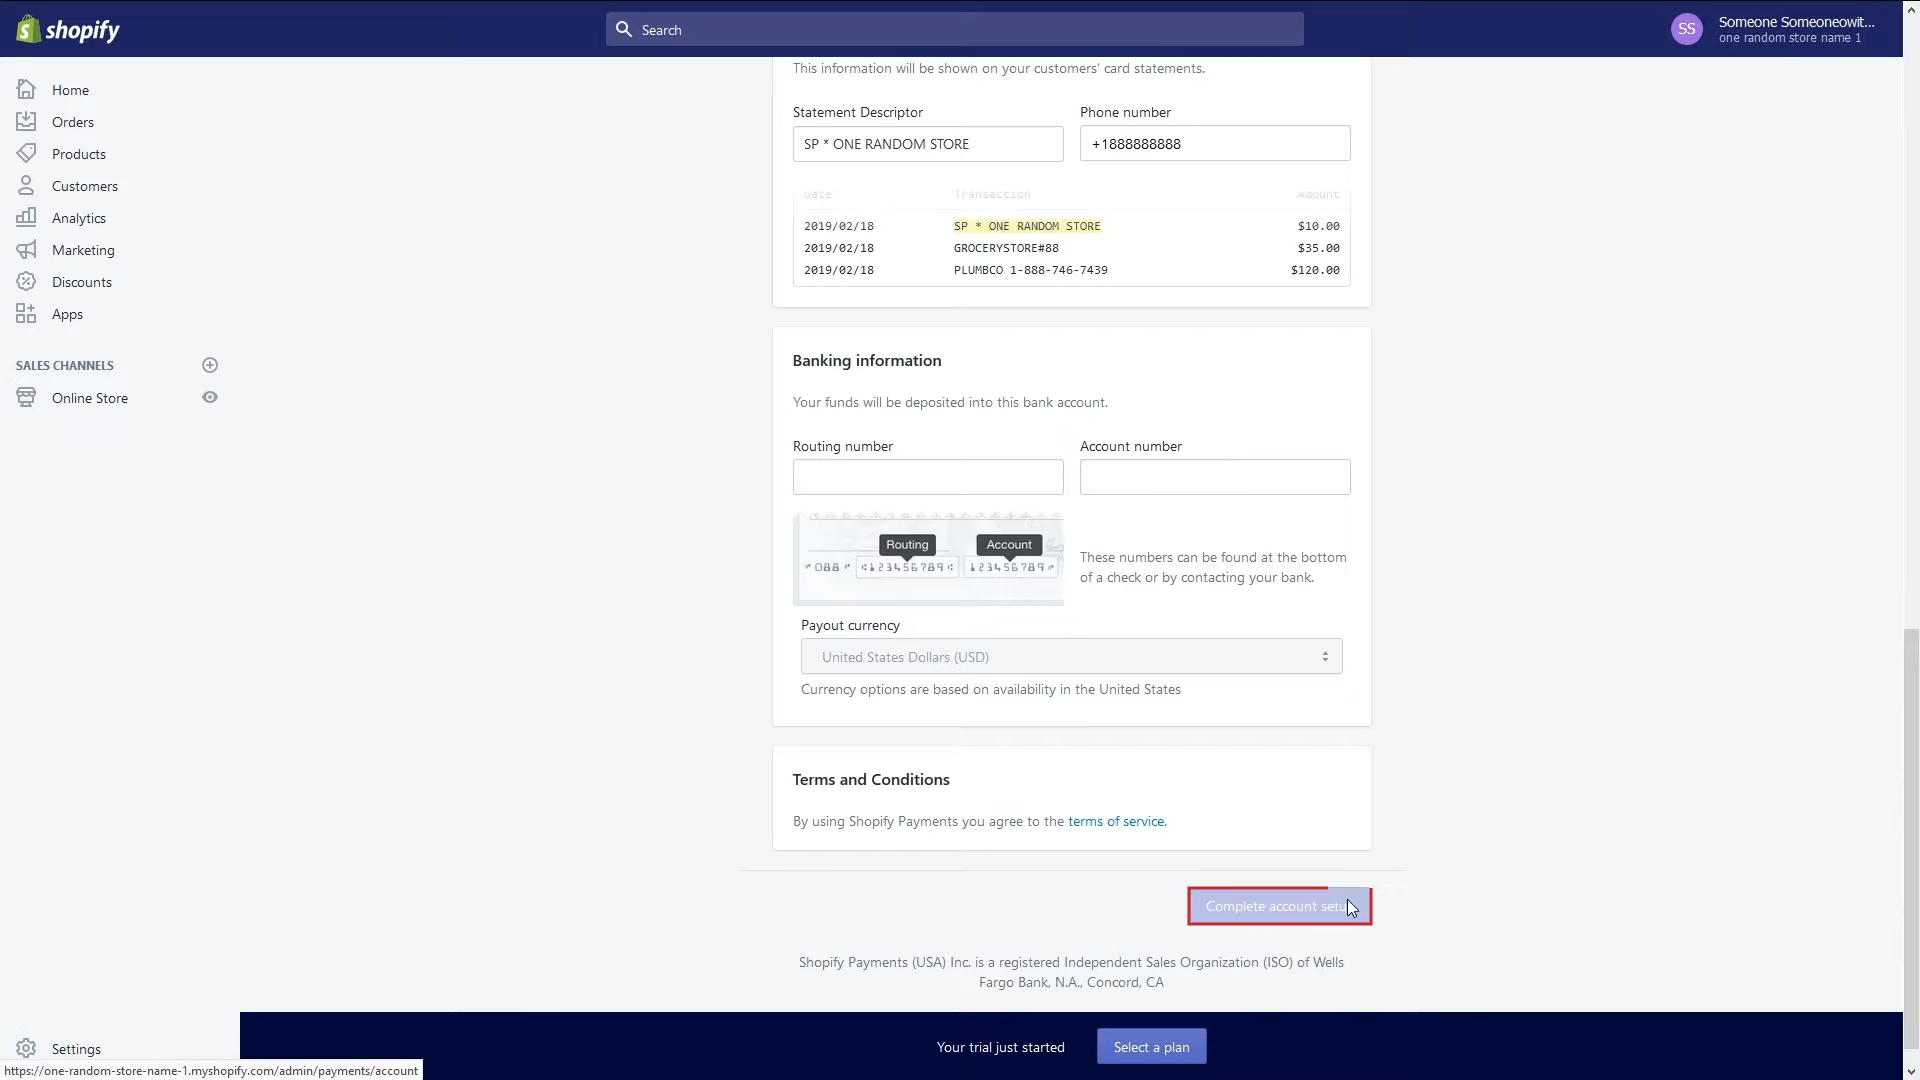 shopify
Search
SS
Someone Someoneowit...
one random store name 1
Home
Orders
Products
Customers
Analytics
Marketing
Discounts
Apps
SALES CHANNELS
Online Store
Settings
This information will be shown on your customers' card statements.
Statement Descriptor
Phone number
SP * ONE RANDOM STORE
+1888888888
Date Transaction Amount
2019/02/18 SP * ONE RANDOM STORE $10.00
2019/02/18 GROCERYSTORE#88 $35.00
2019/02/18 PLUMBCO 1-888-746-7439 $120.00
Banking information
Your funds will be deposited into this bank account.
Routing number
Account number
Routing
Account
⑈088⑈ ⑆123456789⑆ 123456789⑈
These numbers can be found at the bottom
of a check or by contacting your bank.
Payout currency
United States Dollars (USD)
Currency options are based on availability in the United States
Terms and Conditions
By using Shopify Payments you agree to the terms of service.
Complete account setu
Shopify Payments (USA) Inc. is a registered Independent Sales Organization (ISO) of Wells
Fargo Bank, N.A., Concord, CA
Your trial just started
Select a plan
https://one-random-store-name-1.myshopify.com/admin/payments/account